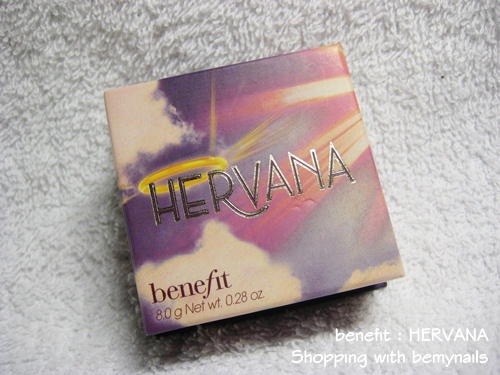 HERVANA
benefit
8.0 g Net wt. 0.28 oz.
benefit : HERVANA
Shopping with bemynails